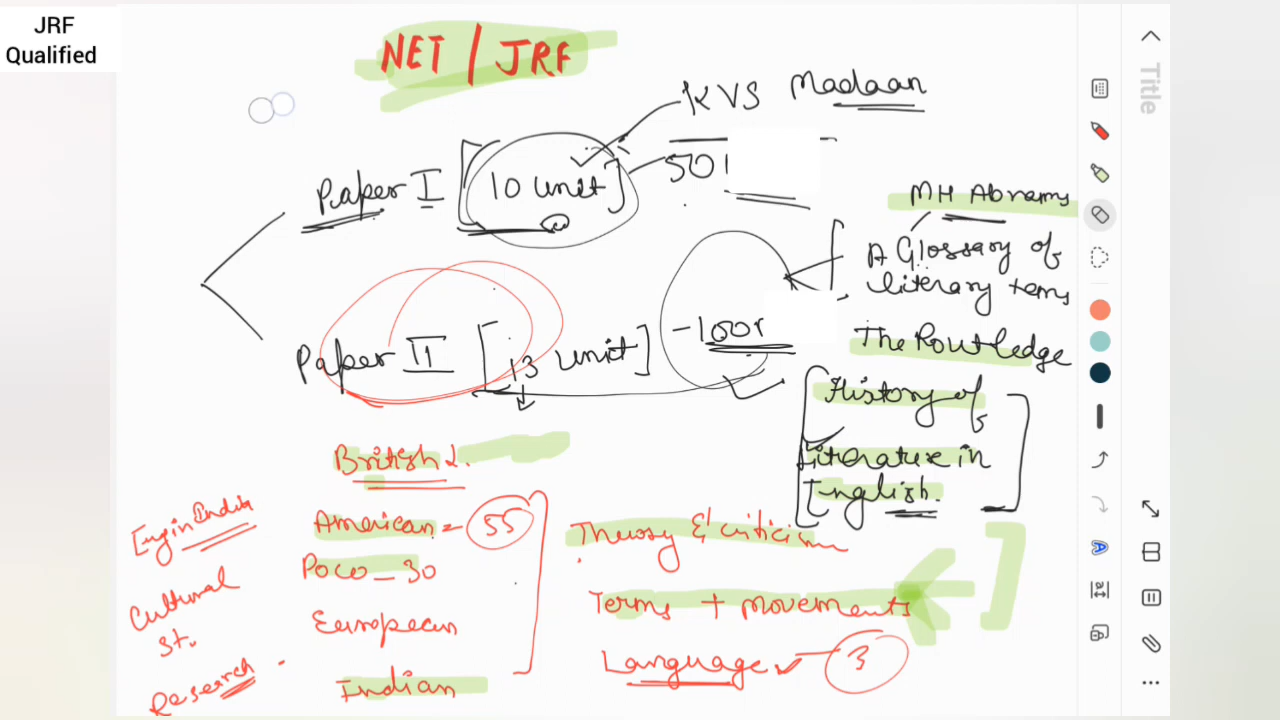 JRF
Qualified
NET / JRF
KVS Madaan
Paper I [10 unit] 50
MH Abrams
A Glossary of
literary terms
Paper II [13 unit] - 100
The Routledge
History of
Literature in
English.
British L.
American = 55
Poco - 30
European
Indian
Eng in India
Cultural
St.
Research
Theory & criticism
Terms + movements
Language 3
Title